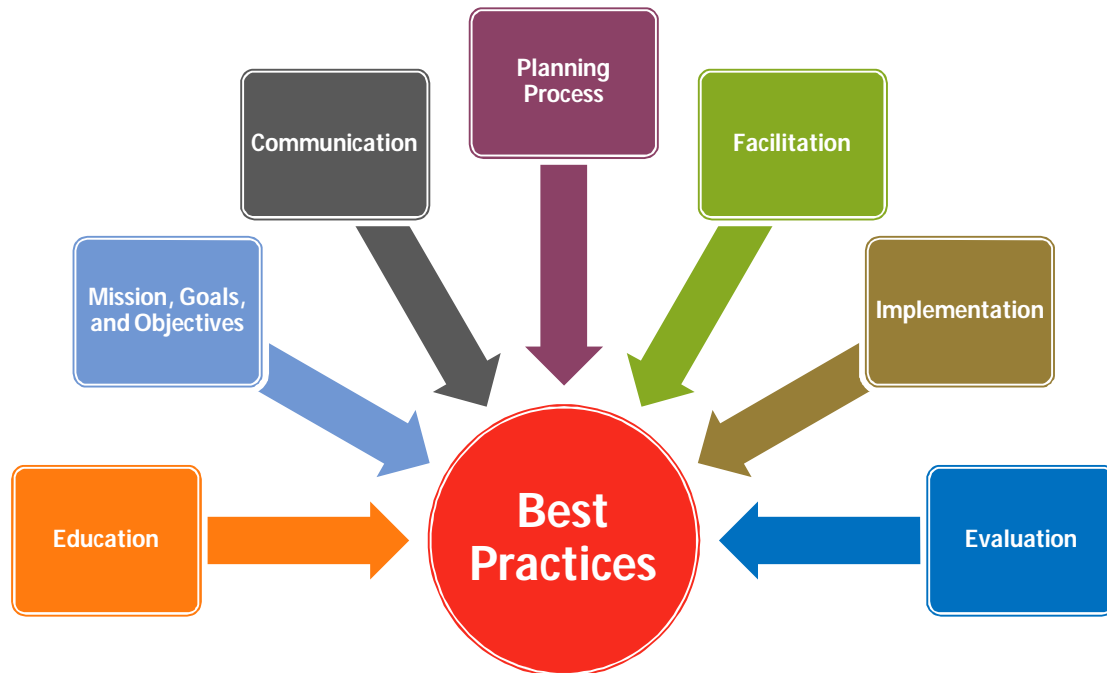 Planning
Process
Communication
Facilitation
Mission, Goals,
and Objectives
Implementation
Education
Best
Practices
Evaluation